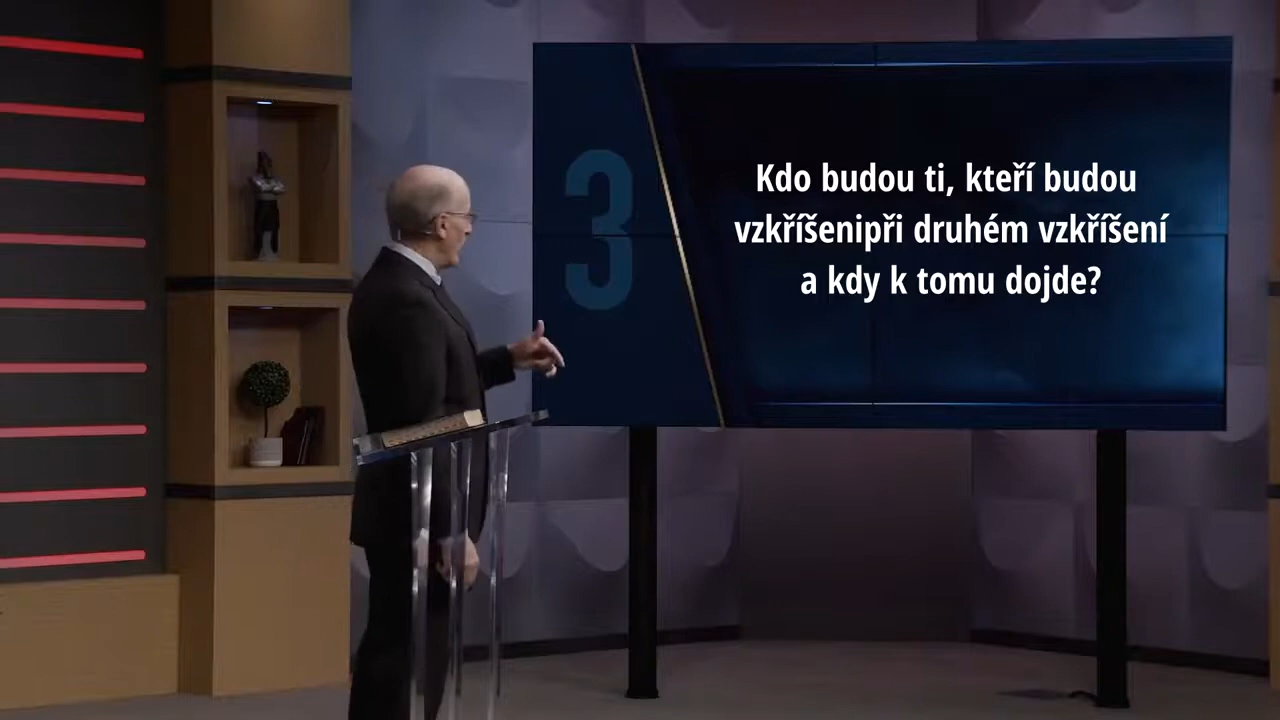 3
Kdo budou ti, kteří budou
vzkříšenipři druhém vzkříšení
a kdy k tomu dojde?